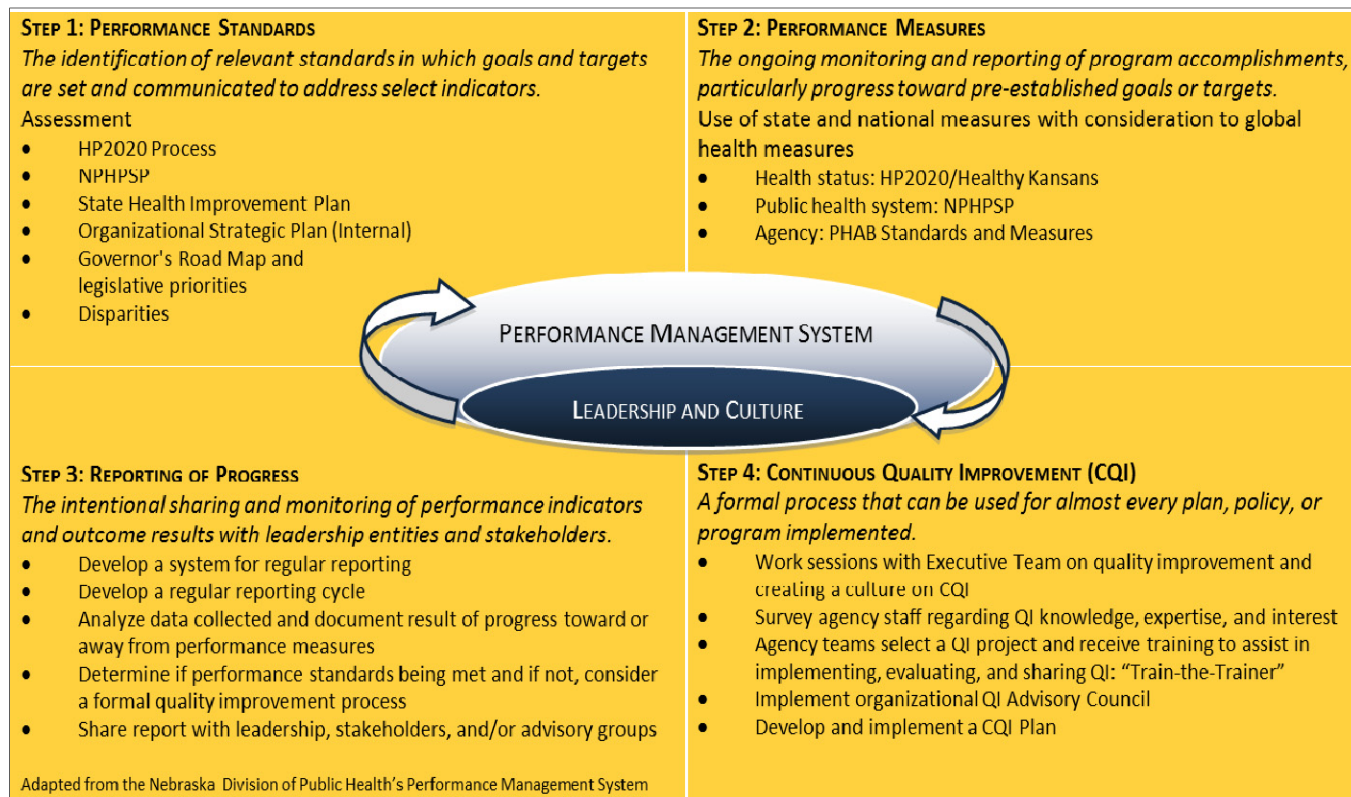 STEP 1: PERFORMANCE STANDARDS
The identification of relevant standards in which goals and targets
are set and communicated to address select indicators.
Assessment
• HP2020 Process
• NPHPSP
• State Health Improvement Plan
• Organizational Strategic Plan (Internal)
• Governor's Road Map and
legislative priorities
• Disparities
STEP 2: PERFORMANCE MEASURES
The ongoing monitoring and reporting of program accomplishments,
particularly progress toward pre-established goals or targets.
Use of state and national measures with consideration to global
health measures
• Health status: HP2020/Healthy Kansans
• Public health system: NPHPSP
• Agency: PHAB Standards and Measures
PERFORMANCE MANAGEMENT SYSTEM
LEADERSHIP AND CULTURE
STEP 3: REPORTING OF PROGRESS
The intentional sharing and monitoring of performance indicators
and outcome results with leadership entities and stakeholders.
• Develop a system for regular reporting
• Develop a regular reporting cycle
• Analyze data collected and document result of progress toward or
away from performance measures
• Determine if performance standards being met and if not, consider
a formal quality improvement process
• Share report with leadership, stakeholders, and/or advisory groups
Adapted from the Nebraska Division of Public Health's Performance Management System
STEP 4: CONTINUOUS QUALITY IMPROVEMENT (CQI)
A formal process that can be used for almost every plan, policy, or
program implemented.
• Work sessions with Executive Team on quality improvement and
creating a culture on CQI
• Survey agency staff regarding QI knowledge, expertise, and interest
• Agency teams select a QI project and receive training to assist in
implementing, evaluating, and sharing QI: “Train-the-Trainer”
• Implement organizational QI Advisory Council
• Develop and implement a CQI Plan